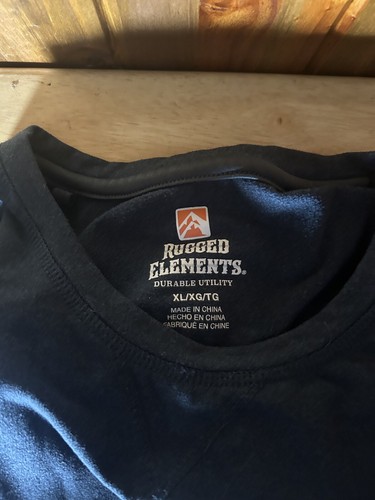 RUGGED
ELEMENTS®
DURABLE UTILITY
XL/XG/TG
MADE IN CHINA
HECHO EN CHINA
FABRIQUÉ EN CHINE